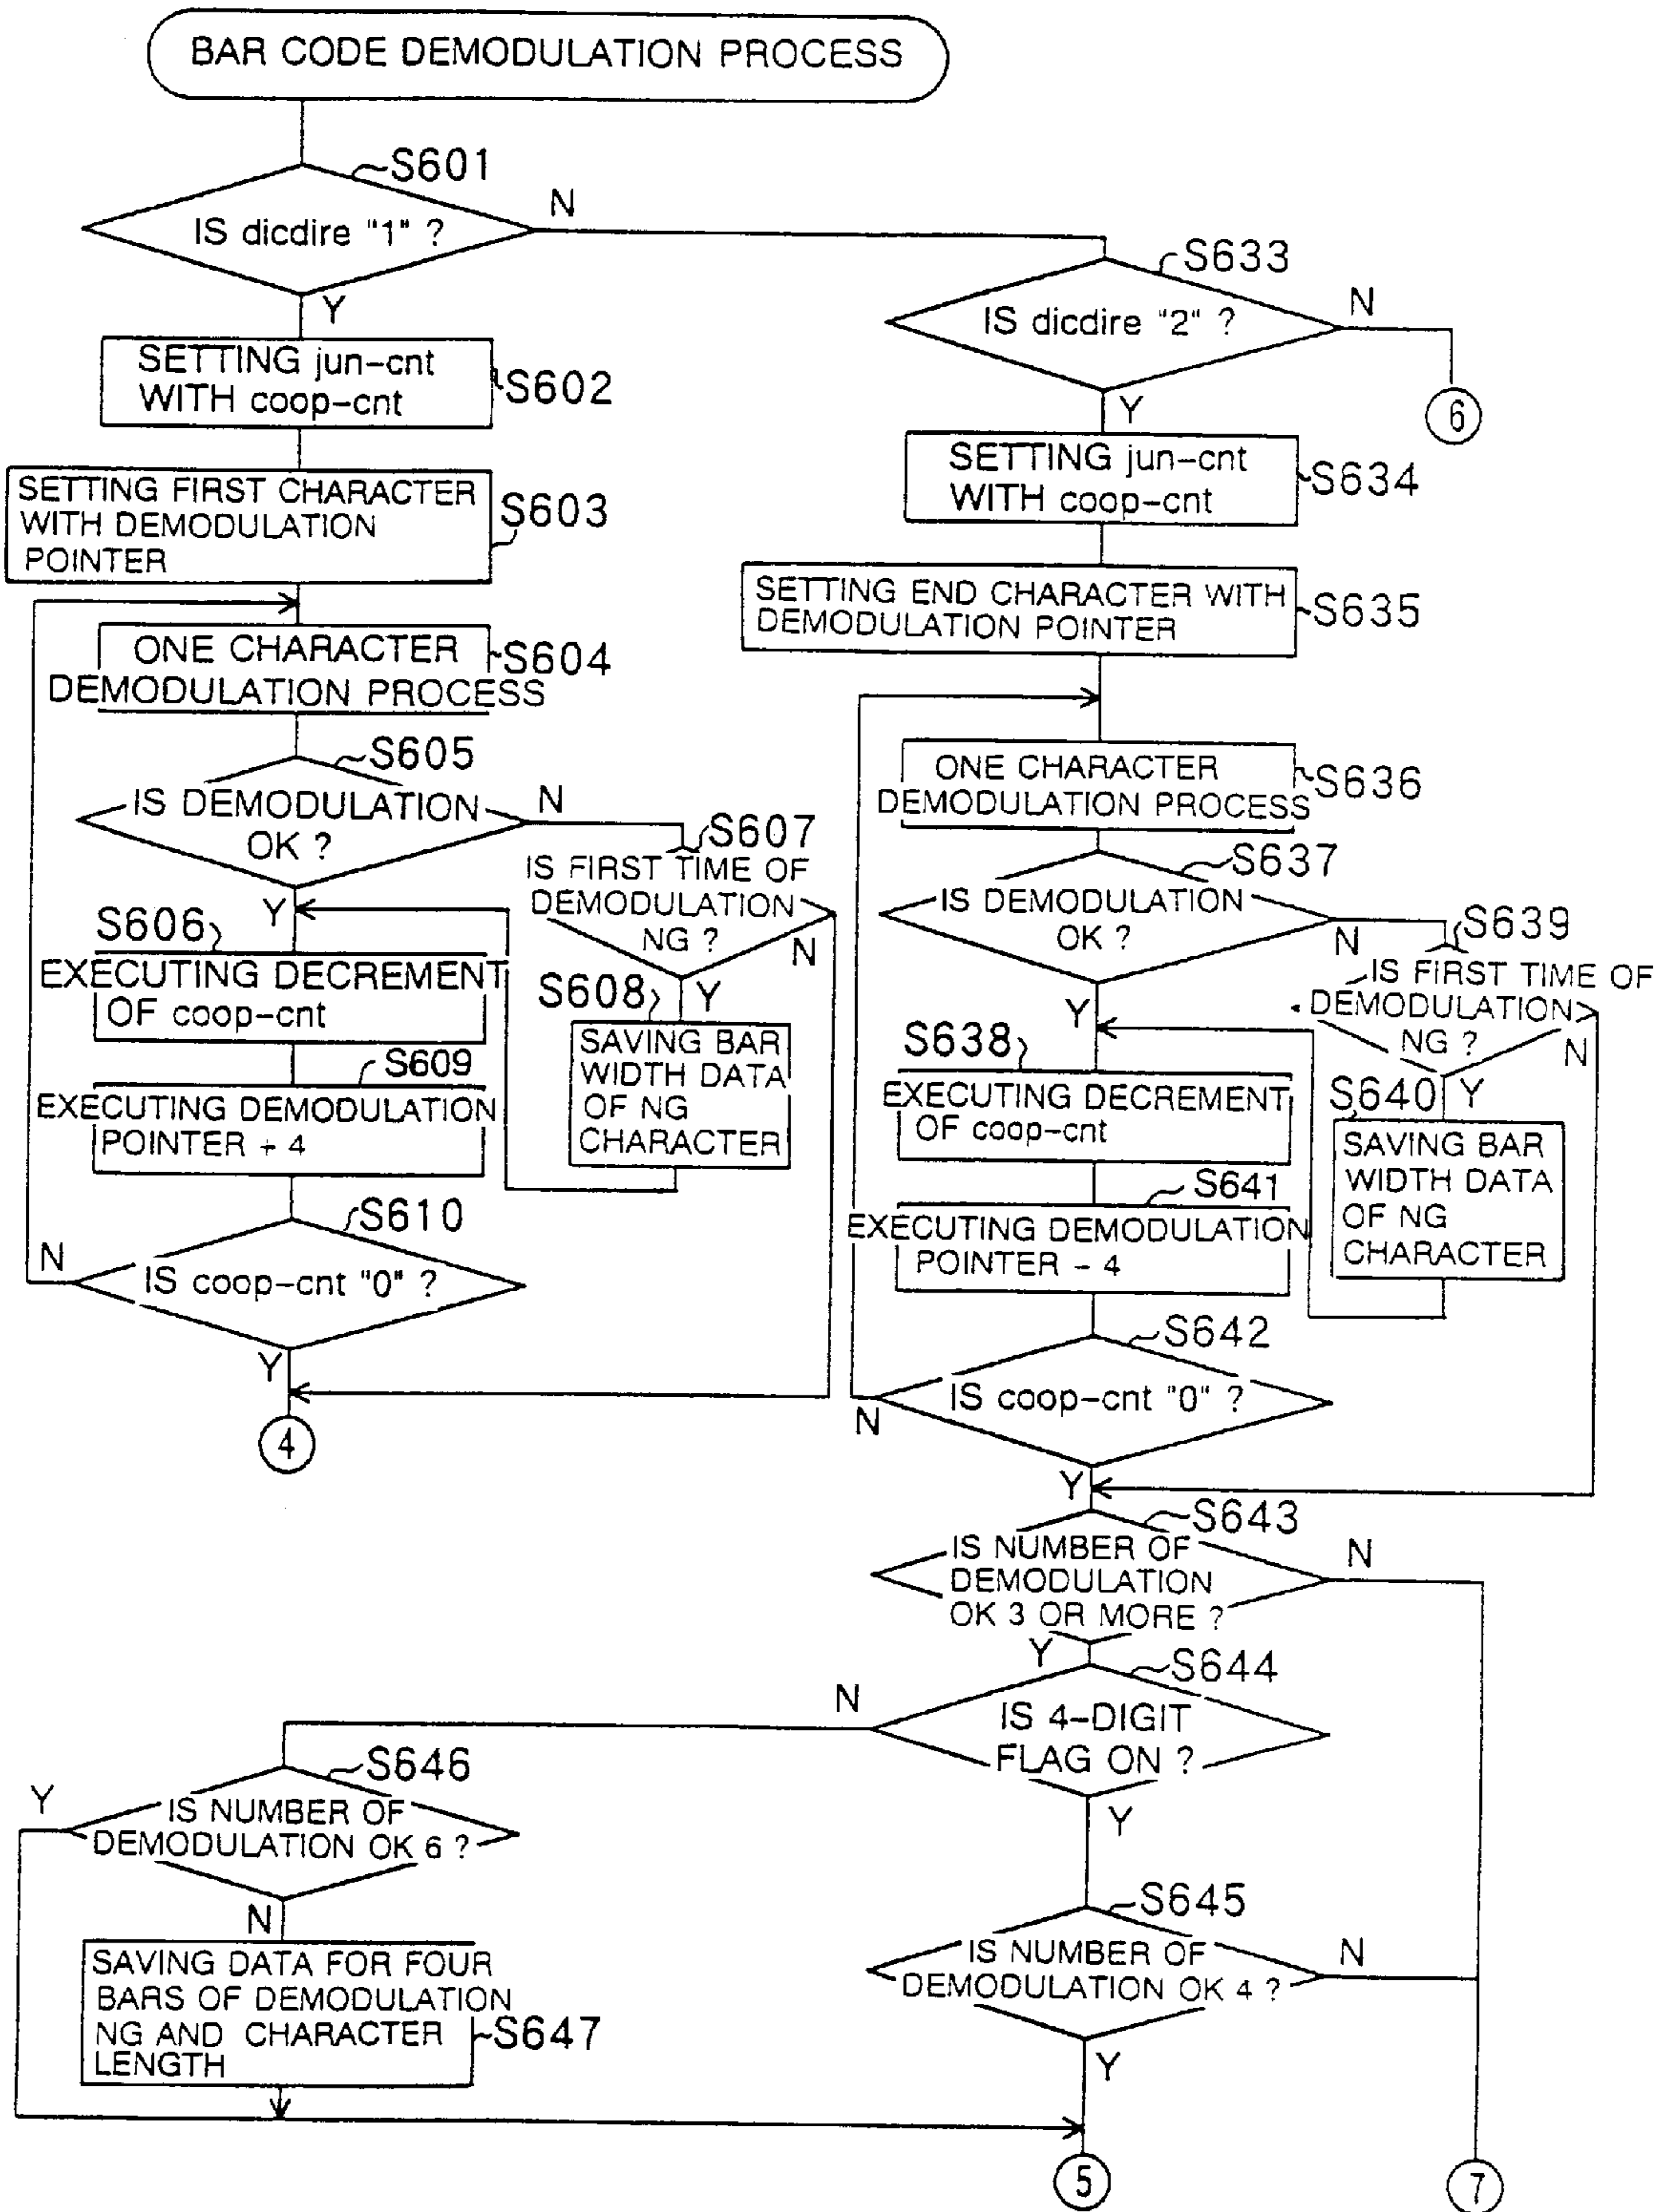 BAR CODE DEMODULATION PROCESS
S601
IS dicdire "1" ?
N
Y
SETTING jun-cnt
WITH coop-cnt
S602
SETTING FIRST CHARACTER
WITH DEMODULATION
POINTER
S603
ONE CHARACTER
DEMODULATION PROCESS
S604
S605
IS DEMODULATION
OK ?
N
Y
S607
IS FIRST TIME OF
DEMODULATION
NG ?
N
Y
S606
EXECUTING DECREMENT
OF coop-cnt
S608
SAVING BAR
WIDTH DATA
OF NG
CHARACTER
S609
EXECUTING DEMODULATION
POINTER + 4
S610
IS coop-cnt "0" ?
N
Y
4
S633
IS dicdire "2" ?
N
6
Y
SETTING jun-cnt
WITH coop-cnt
S634
SETTING END CHARACTER WITH
DEMODULATION POINTER
S635
ONE CHARACTER
DEMODULATION PROCESS
S636
S637
IS DEMODULATION
OK ?
N
Y
S639
IS FIRST TIME OF
DEMODULATION
NG ?
N
Y
S638
EXECUTING DECREMENT
OF coop-cnt
S640
SAVING BAR
WIDTH DATA
OF NG
CHARACTER
S641
EXECUTING DEMODULATION
POINTER - 4
S642
IS coop-cnt "0" ?
N
Y
S643
IS NUMBER OF
DEMODULATION
OK 3 OR MORE ?
N
Y
S644
IS 4-DIGIT
FLAG ON ?
N
Y
S646
IS NUMBER OF
DEMODULATION OK 6 ?
Y
N
SAVING DATA FOR FOUR
BARS OF DEMODULATION
NG AND CHARACTER
LENGTH
S647
S645
IS NUMBER OF
DEMODULATION OK 4 ?
N
Y
5
7